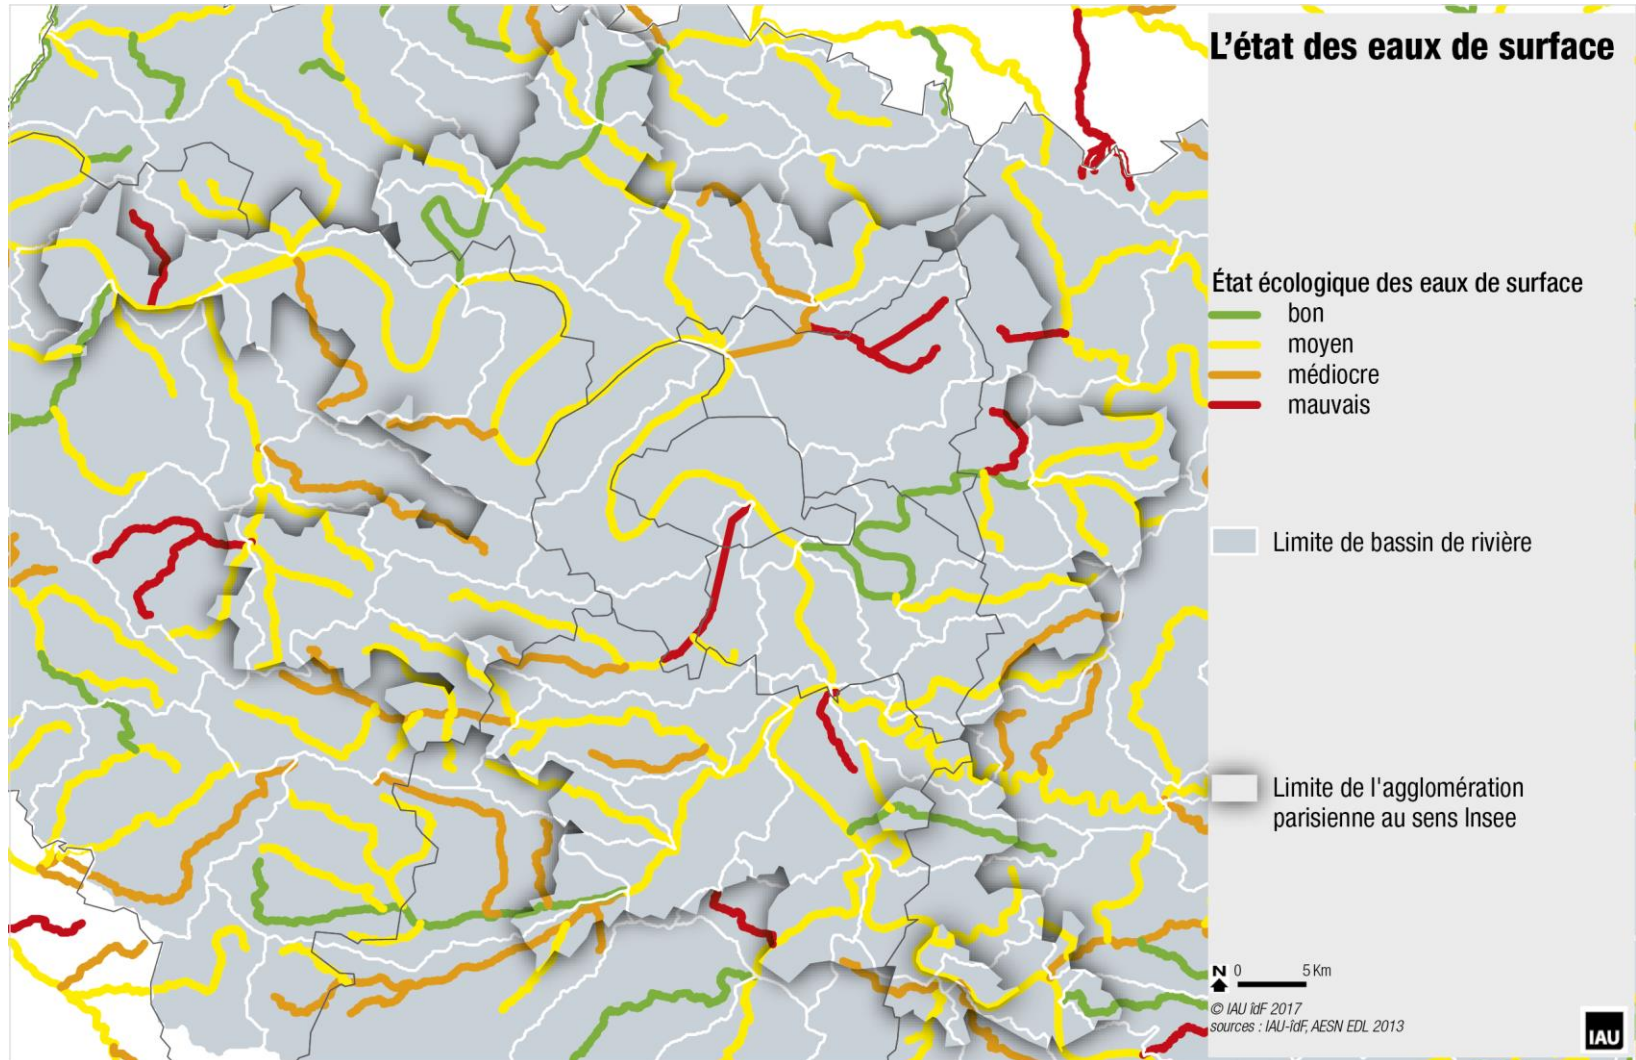 L'état des eaux de surface
État écologique des eaux de surface
bon
moyen
médiocre
mauvais
Limite de bassin de rivière
Limite de l'agglomération
parisienne au sens Insee
N 0 5 Km
© IAU îdF 2017
sources : IAU-îdF, AESN EDL 2013
IAU